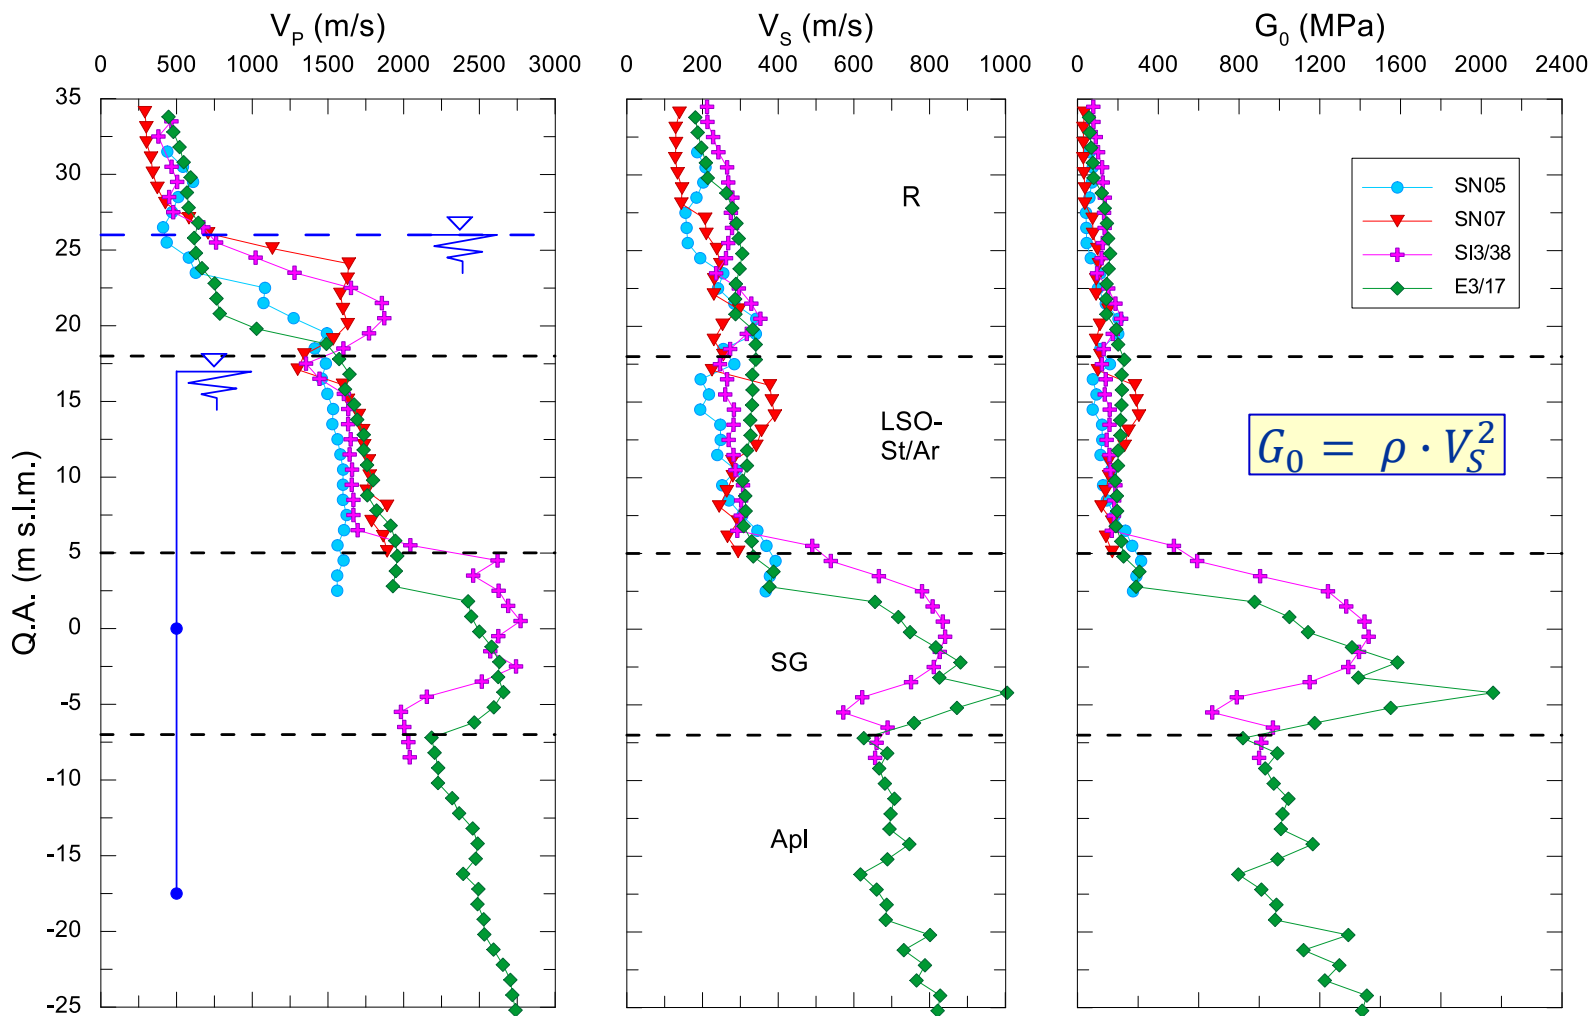 V_P (m/s)
V_S (m/s)
G_0 (MPa)
0 500 1000 1500 2000 2500 3000
0 200 400 600 800 1000
0 400 800 1200 1600 2000 2400
Q.A. (m s.l.m.)
35
30
25
20
15
10
5
0
-5
-10
-15
-20
-25
R
LSO-
St/Ar
SG
Apl
SN05
SN07
SI3/38
E3/17
G_0 = ρ · V_S^2